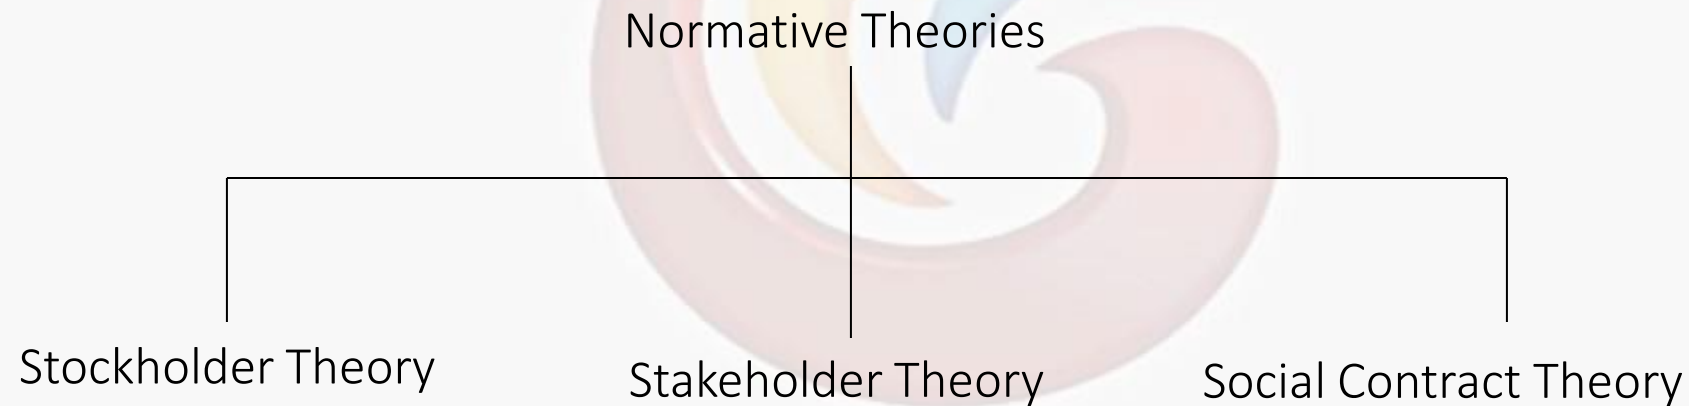 Normative Theories
Stockholder Theory
Stakeholder Theory
Social Contract Theory